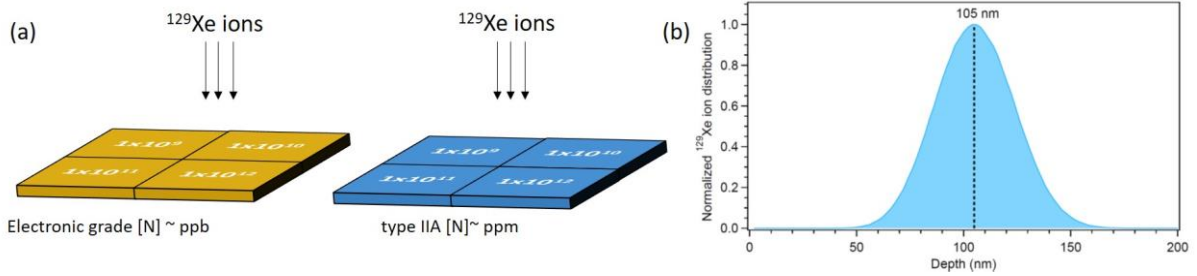 (a)
¹²⁹Xe ions
¹²⁹Xe ions
1x10⁹
1x10¹⁰
1x10¹¹
1x10¹²
Electronic grade [N] ~ ppb
1x10⁹
1x10¹⁰
1x10¹¹
1x10¹²
type IIA [N]~ ppm
(b)
105 nm
Normalized ¹²⁹Xe ion distribution
1.0
0.8
0.6
0.4
0.2
0.0
0
50
100
150
200
Depth (nm)